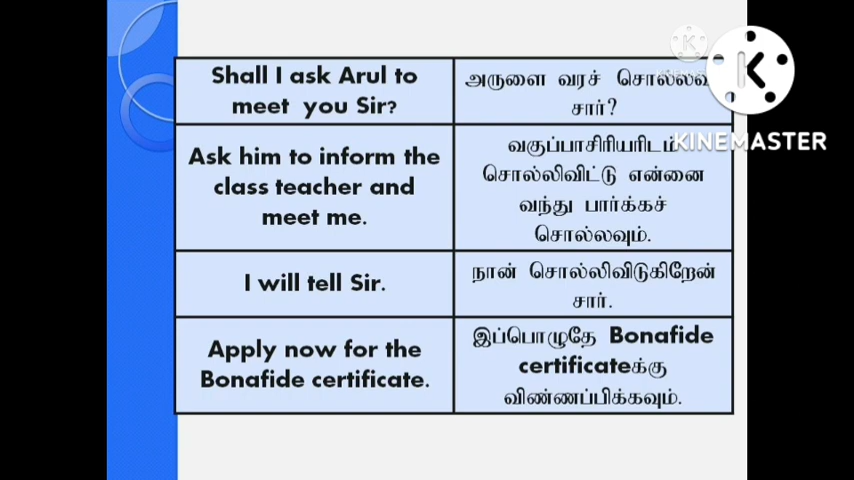 Shall I ask Arul to
meet you Sir?
அருளை வரச்
சார்?
Ask him to inform the
class teacher and
meet me.
வகுப்பாசிரியரிடம்
சொல்லிவிட்டு என்னை
வந்து பார்க்கச்
சொல்லவும்.
I will tell Sir.
நான் சொல்லிவிடுகிறேன்
சார்.
Apply now for the
Bonafide certificate.
இப்பொழுதே Bonafide
certificateக்கு
விண்ணப்பிக்கவும்.
KINEMASTER